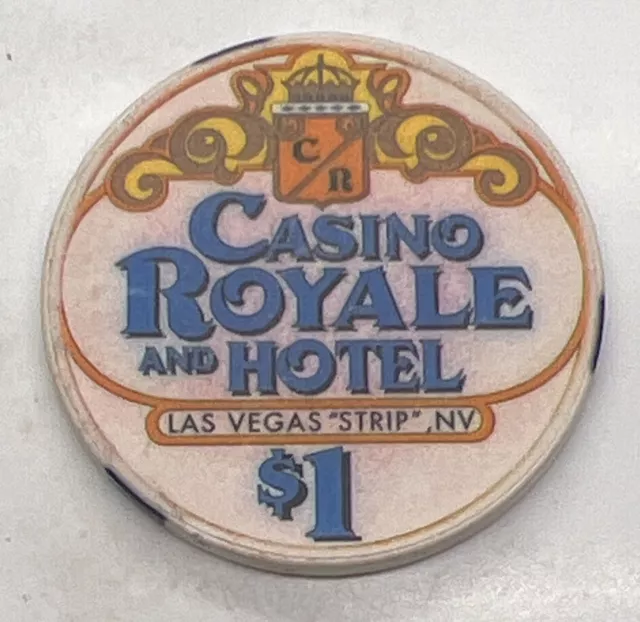 C
R
CASINO
ROYALE
AND HOTEL
LAS VEGAS "STRIP", NV
$1